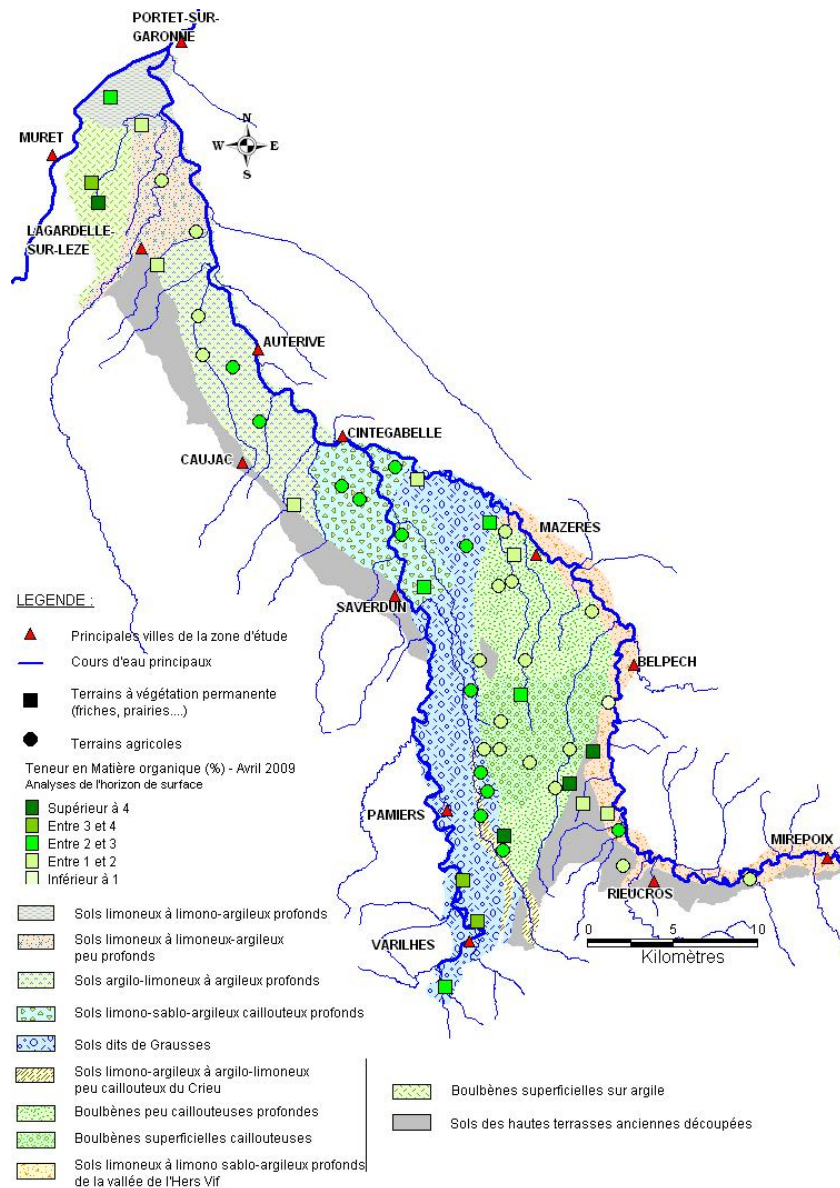 PORTET-SUR-
GARONNE
N
W
E
S
MURET
LAGARDELLE-
SUR-LEZE
AUTERIVE
CINTEGABELLE
CAUJAC
MAZERES
SAVERDUN
BELPECH
PAMIERS
MIREPOIX
RIEUCROS
VARILHES
0 5 10
Kilomètres
LEGENDE :
Principales villes de la zone d'étude
Cours d'eau principaux
Terrains à végétation permanente
(friches, prairies....)
Terrains agricoles
Teneur en Matière organique (%) - Avril 2009
Analyses de l'horizon de surface
Supérieur à 4
Entre 3 et 4
Entre 2 et 3
Entre 1 et 2
Inférieur à 1
Sols limoneux à limono-argileux profonds
Sols limoneux à limoneux-argileux
peu profonds
Sols argilo-limoneux à argileux profonds
Sols limono-sablo-argileux caillouteux profonds
Sols dits de Grausses
Sols limono-argileux à argilo-limoneux
peu caillouteux du Crieu
Boulbènes peu caillouteuses profondes
Boulbènes superficielles caillouteuses
Sols limoneux à limono sablo-argileux profonds
de la vallée de l'Hers Vif
Boulbènes superficielles sur argile
Sols des hautes terrasses anciennes découpées